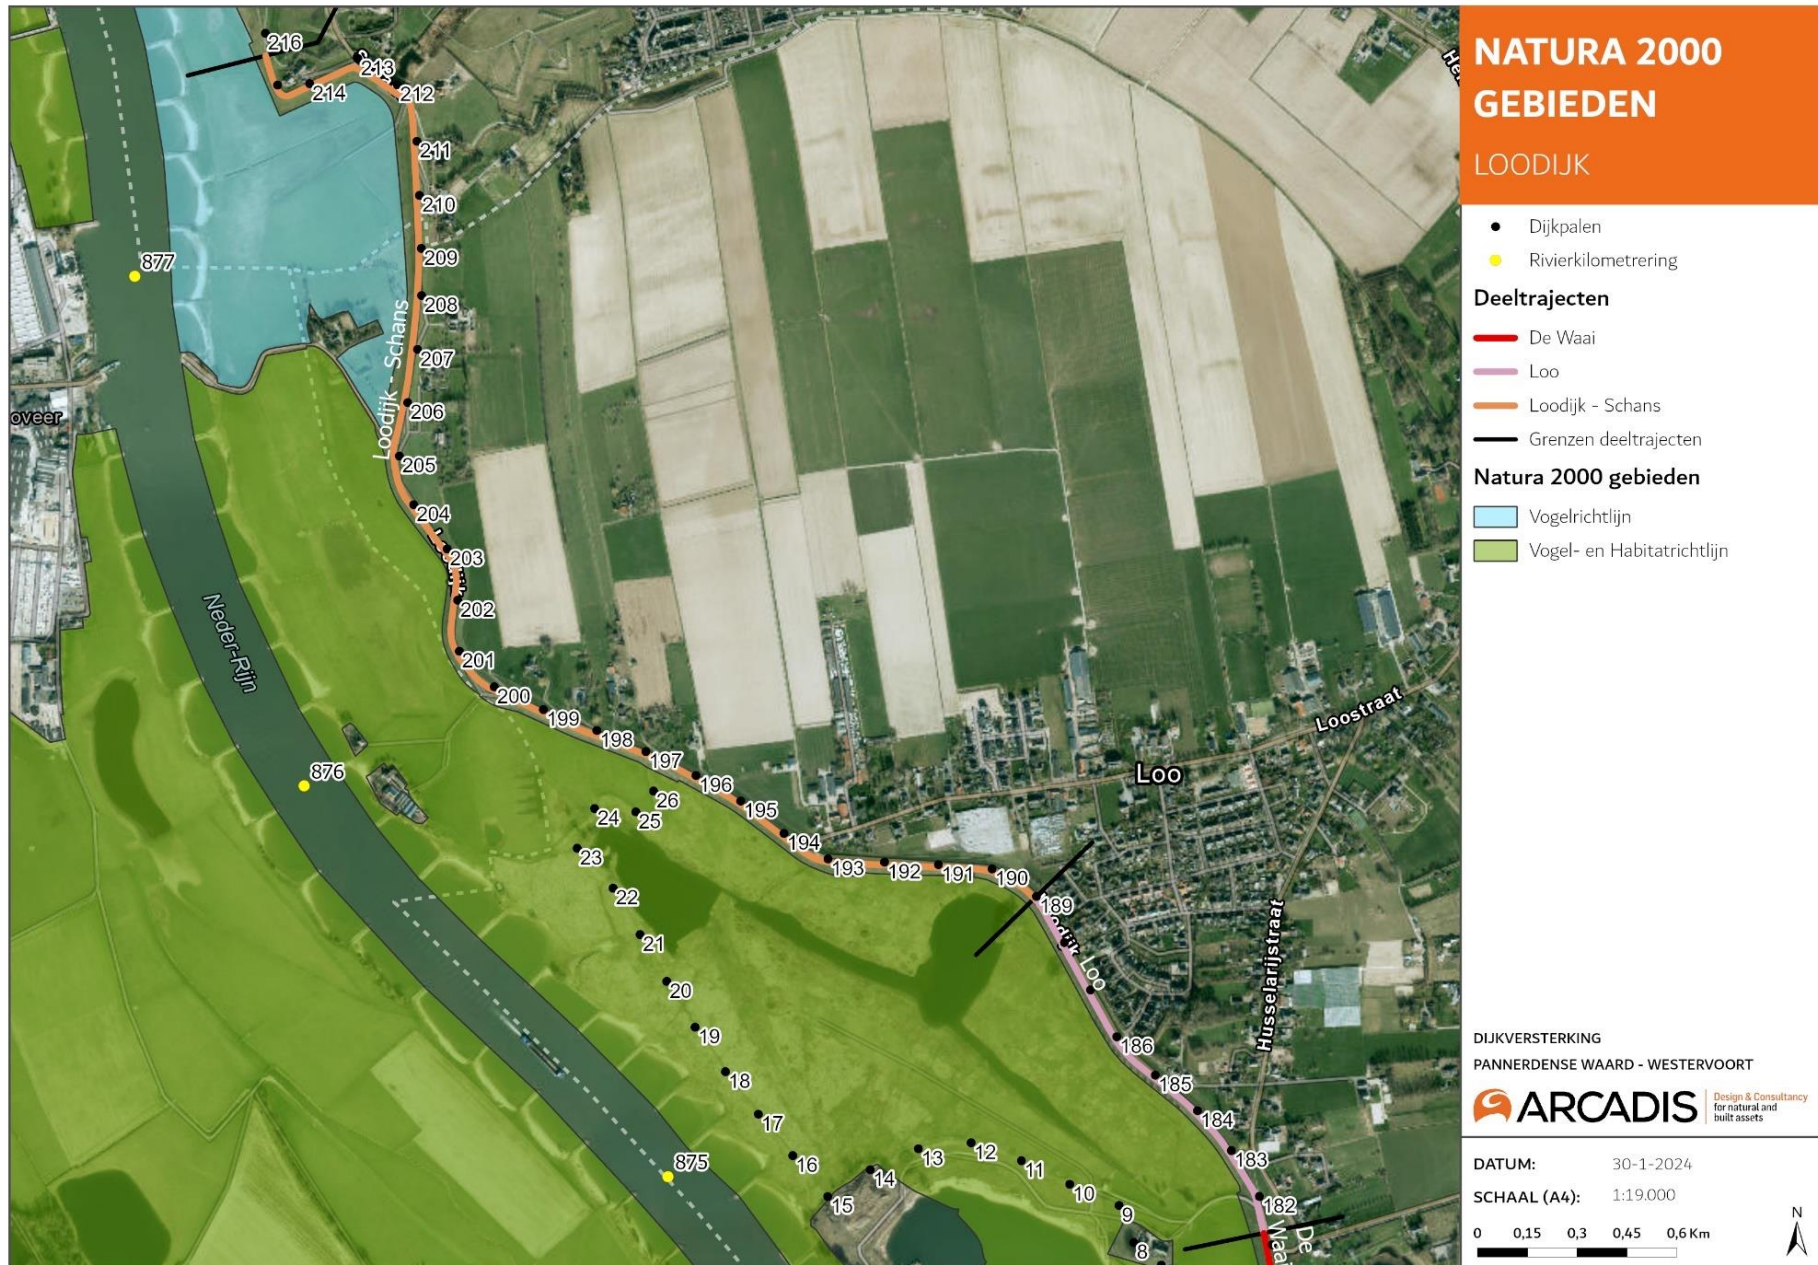 NATURA 2000
GEBIEDEN
LOODIJK
Dijkpalen
Rivierkilometrering
Deeltrajecten
De Waai
Loo
Loodijk - Schans
Grenzen deeltrajecten
Natura 2000 gebieden
Vogelrichtlijn
Vogel- en Habitatrichtlijn
DIJKVERSTERKING
PANNERDENSE WAARD - WESTERVOORT
ARCADIS
Design & Consultancy
for natural and
built assets
DATUM: 30-1-2024
SCHAAL (A4): 1:19.000
0 0,15 0,3 0,45 0,6 Km
N
216
213
214
212
211
210
209
877
208
Loodijk - Schans
207
206
oveer
205
204
203
202
Neder-Rijn
201
200
199
198
197
196
Loostraat
Loo
876
26
195
24
25
194
23
193
192
191
190
22
189
21
Loo
20
Husselarijstraat
19
186
18
185
17
184
12
13
183
16
11
875
14
10
15
182
9
8
De
Waai